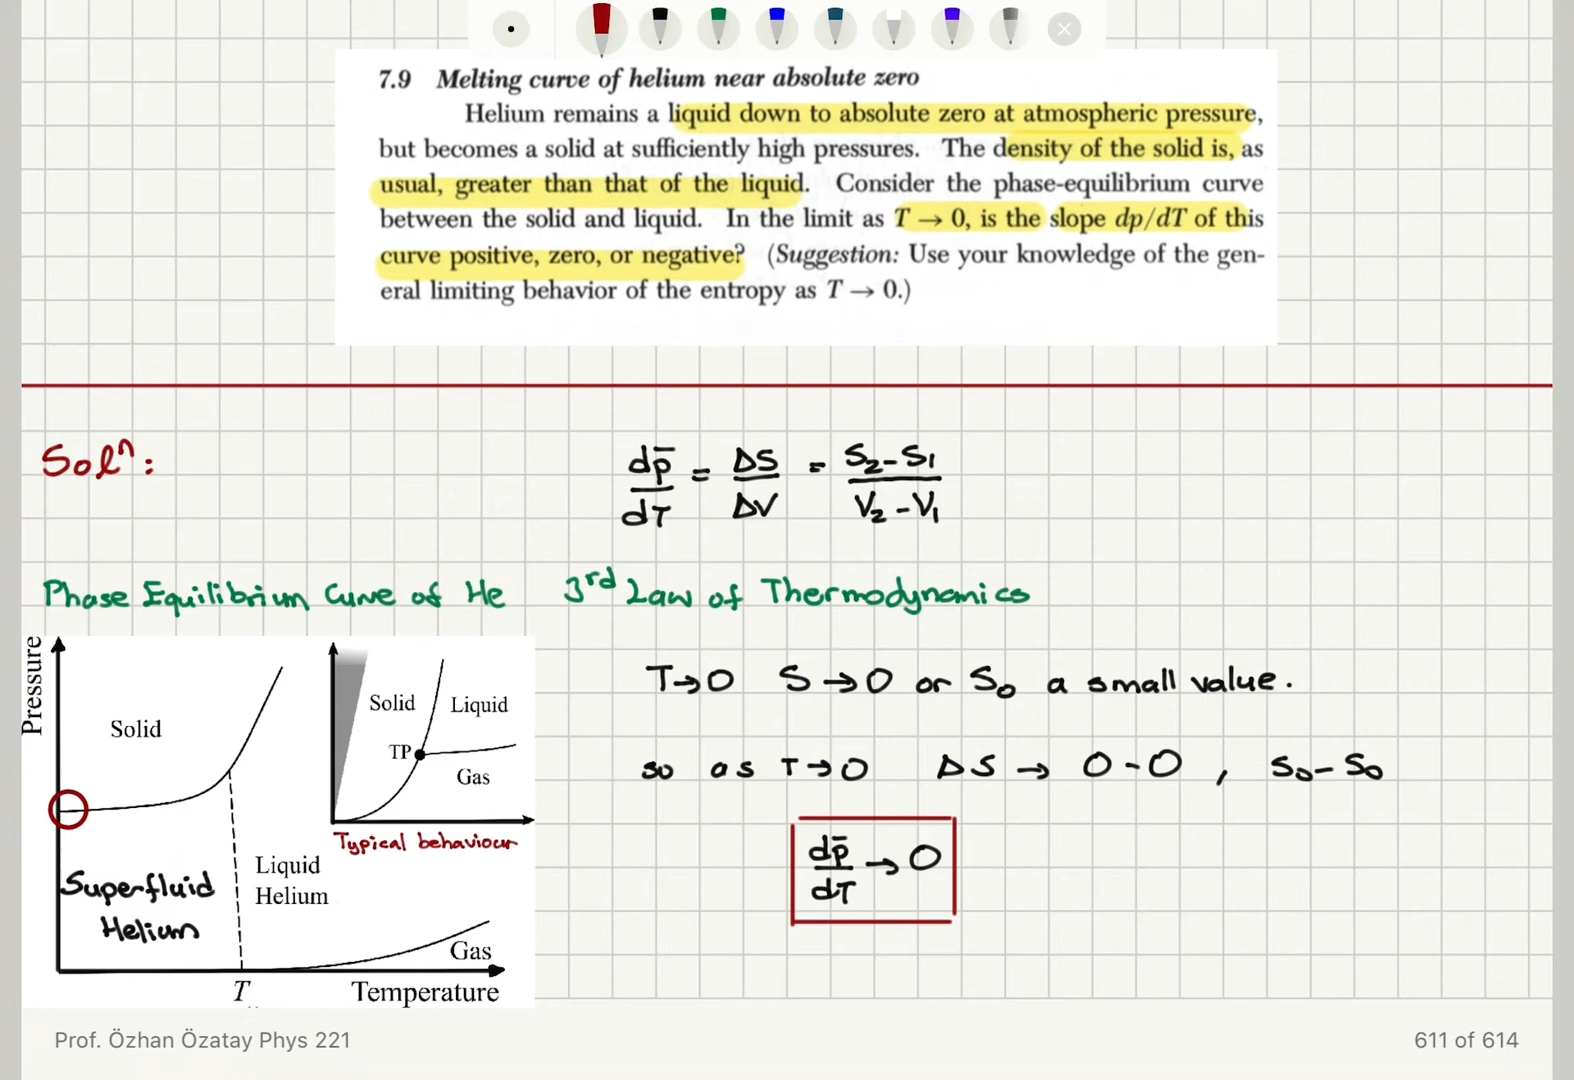 7.9 Melting curve of helium near absolute zero
Helium remains a liquid down to absolute zero at atmospheric pressure,
but becomes a solid at sufficiently high pressures. The density of the solid is, as
usual, greater than that of the liquid. Consider the phase-equilibrium curve
between the solid and liquid. In the limit as T → 0, is the slope dp/dT of this
curve positive, zero, or negative? (Suggestion: Use your knowledge of the gen-
eral limiting behavior of the entropy as T → 0.)
Solⁿ:
dp̄/dT = ΔS/ΔV = S₂-S₁/V₂-V₁
Phase Equilibrium Curve of He
3rd Law of Thermodynamics
T→0 S→0 or S₀ a small value.
so as T→0 ΔS → 0-0 , S₀-S₀
dp̄/dT → 0
Pressure
Solid
Superfluid
Helium
Liquid
Helium
Gas
T
Temperature
Solid
Liquid
TP
Gas
Typical behaviour
Prof. Özhan Özatay Phys 221
611 of 614